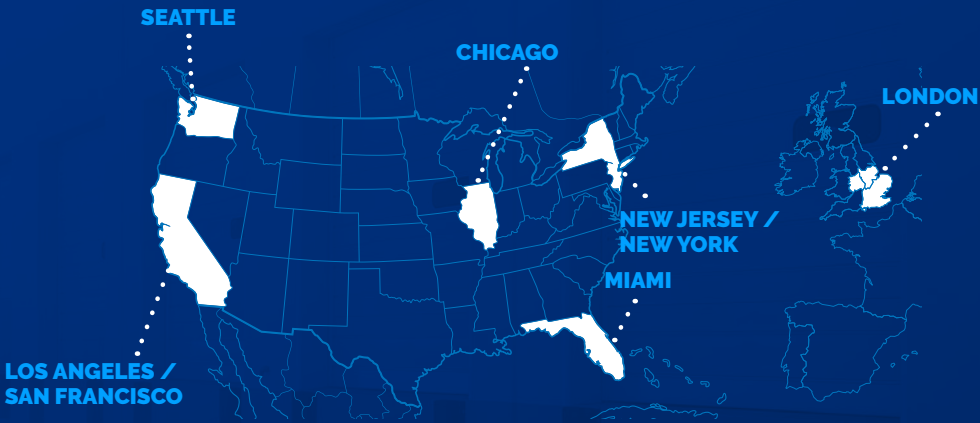 SEATTLE
CHICAGO
LONDON
NEW JERSEY /
NEW YORK
MIAMI
LOS ANGELES /
SAN FRANCISCO